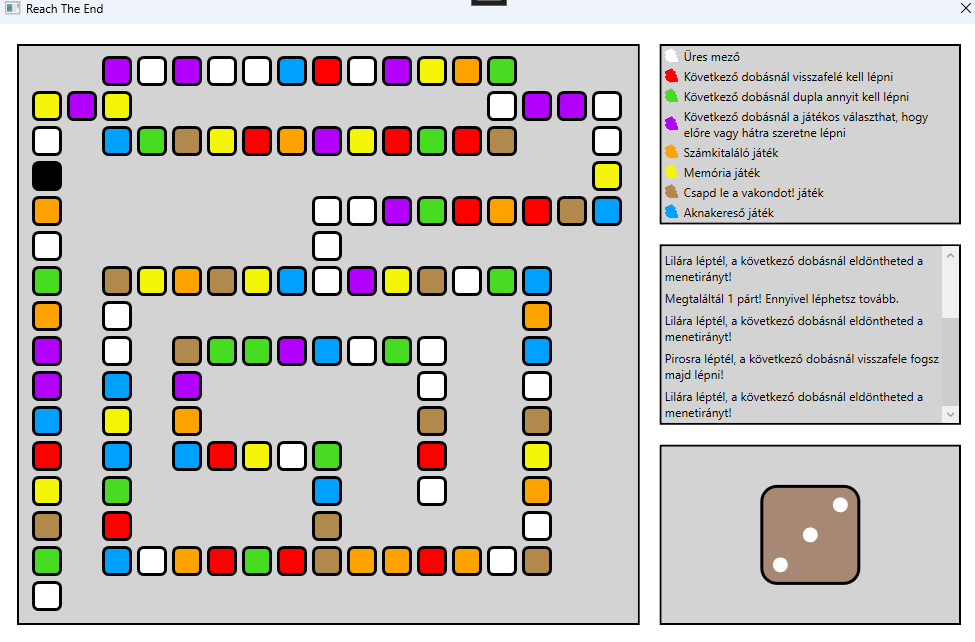 Reach The End
Üres mező
Következő dobásnál visszafelé kell lépni
Következő dobásnál dupla annyit kell lépni
Következő dobásnál a játékos választhat, hogy
előre vagy hátra szeretne lépni
Számkitaláló játék
Memória játék
Csapd le a vakondot! játék
Aknakereső játék
Lilára léptél, a következő dobásnál eldöntheted a
menetirányt!
Megtaláltál 1 párt! Ennyivel léphetsz tovább.
Lilára léptél, a következő dobásnál eldöntheted a
menetirányt!
Pirosra léptél, a következő dobásnál visszafele fogsz
majd lépni!
Lilára léptél, a következő dobásnál eldöntheted a
menetirányt!